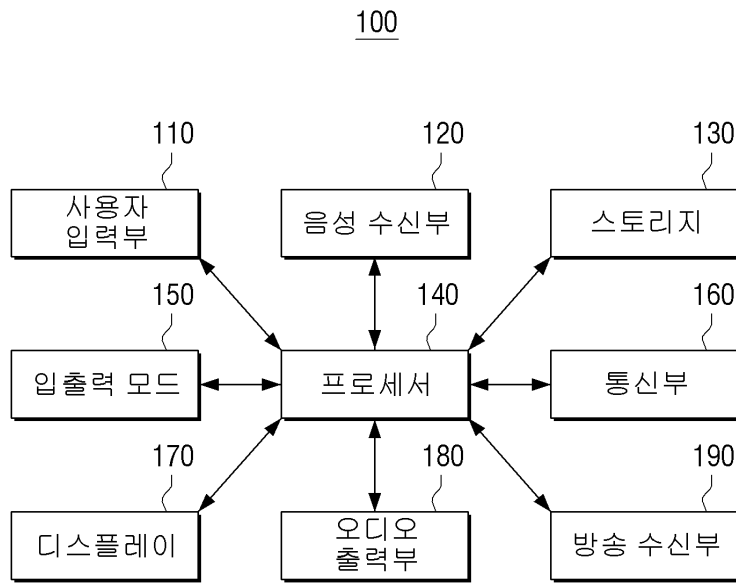 100
110
120
130
사용자
입력부
음성 수신부
스토리지
150
140
160
입출력 모드
프로세서
통신부
170
180
190
디스플레이
오디오
출력부
방송 수신부